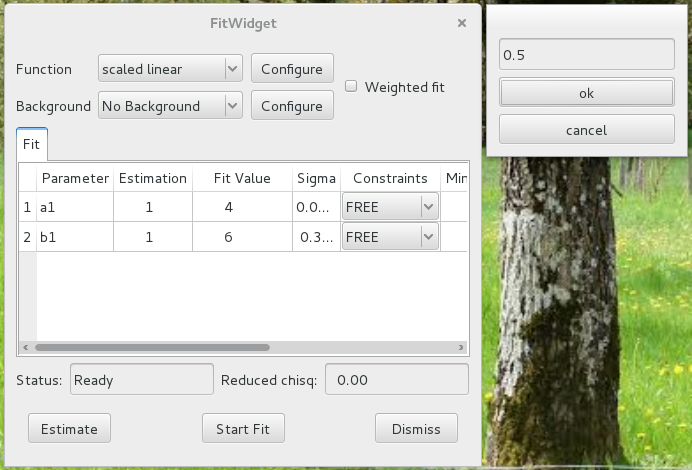 FitWidget
Function scaled linear Configure
Weighted fit
Background No Background Configure
Fit
Parameter Estimation Fit Value Sigma Constraints Min
1 a1 1 4 0.0... FREE
2 b1 1 6 0.3... FREE
Status: Ready Reduced chisq: 0.00
Estimate Start Fit Dismiss
0.5
ok
cancel